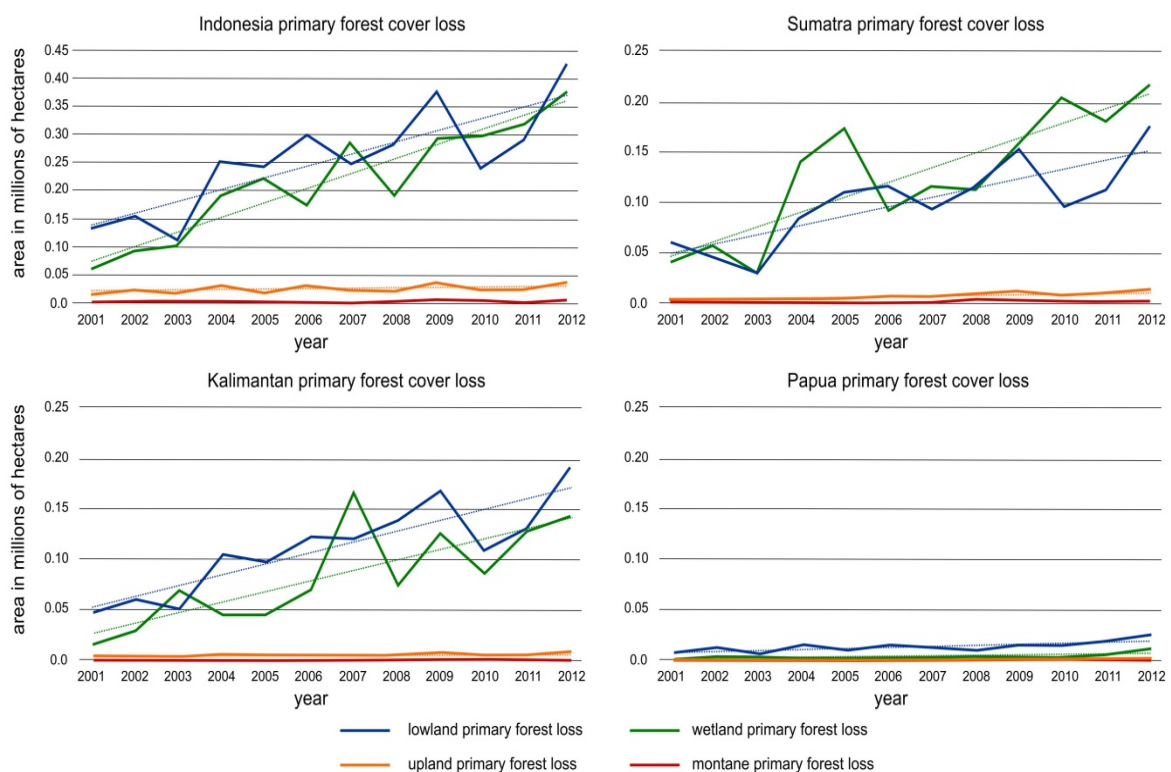 Indonesia primary forest cover loss
area in millions of hectares
0.45
0.40
0.35
0.30
0.25
0.20
0.15
0.10
0.05
0.0
2001 2002 2003 2004 2005 2006 2007 2008 2009 2010 2011 2012
year
Sumatra primary forest cover loss
0.25
0.20
0.15
0.10
0.05
0.0
2001 2002 2003 2004 2005 2006 2007 2008 2009 2010 2011 2012
year
Kalimantan primary forest cover loss
area in millions of hectares
0.25
0.20
0.15
0.10
0.05
0.0
2001 2002 2003 2004 2005 2006 2007 2008 2009 2010 2011 2012
year
Papua primary forest cover loss
0.25
0.20
0.15
0.10
0.05
0.0
2001 2002 2003 2004 2005 2006 2007 2008 2009 2010 2011 2012
year
lowland primary forest loss
wetland primary forest loss
upland primary forest loss
montane primary forest loss